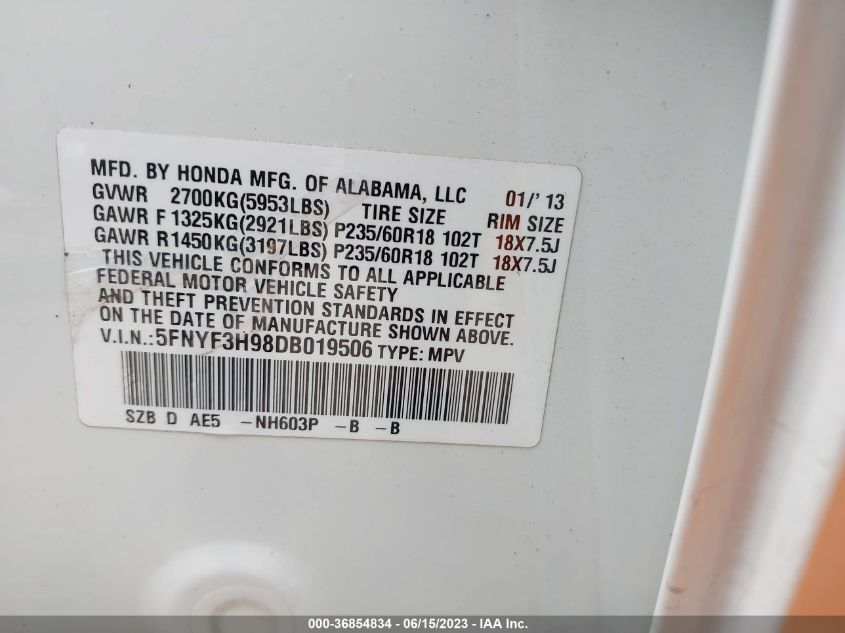 MFD. BY HONDA MFG. OF ALABAMA, LLC 01/'13
GVWR 2700KG(5953LBS) TIRE SIZE RIM SIZE
GAWR F 1325KG(2921LBS) P235/60R18 102T 18X7.5J
GAWR R1450KG(3197LBS) P235/60R18 102T 18X7.5J
THIS VEHICLE CONFORMS TO ALL APPLICABLE
FEDERAL MOTOR VEHICLE SAFETY
AND THEFT PREVENTION STANDARDS IN EFFECT
ON THE DATE OF MANUFACTURE SHOWN ABOVE.
V.I.N.:5FNYF3H98DB019506 TYPE: MPV
SZB D AE5 -NH603P -B -B
000-36854834 - 06/15/2023 - IAA Inc.